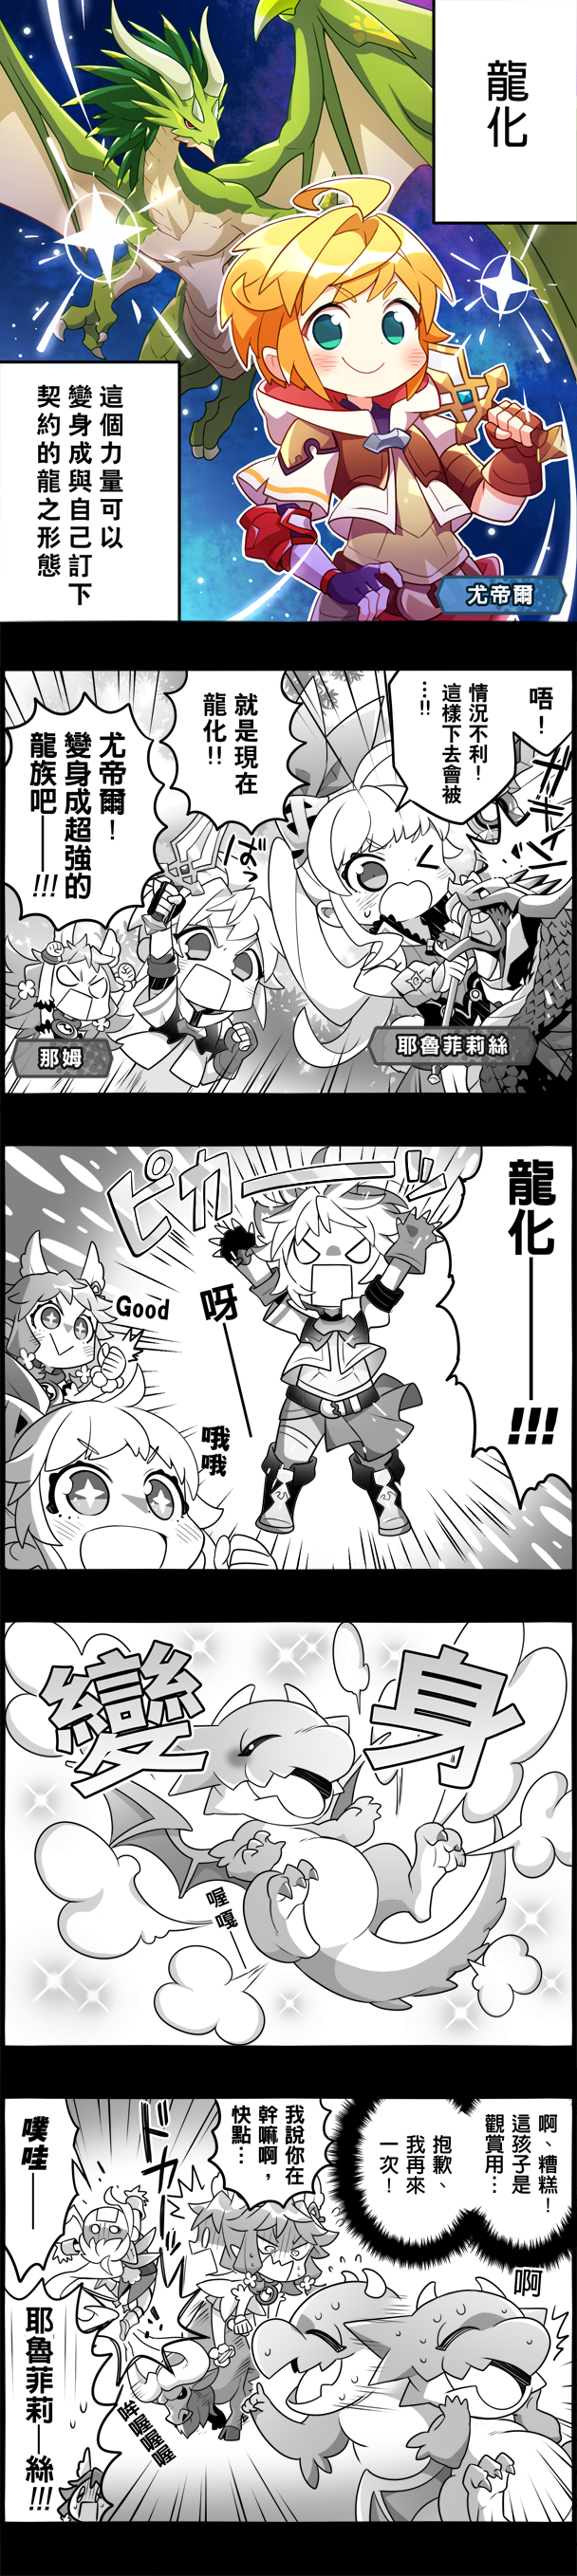 龍化
這個力量可以
變身成與自己訂下
契約的龍之形態
尤帝爾
唔！
情況不利！
這樣下去會被
…!!
ガギィン
就是現在
龍化!!
ばっ
尤帝爾！
變身成超強的
龍族吧——!!!
耶魯菲莉絲
那姆
龍化——!!!
ピカーーーッ
呀——
Good
哦哦
變身
喔嘎——
啊、糟糕！
這孩子是
觀賞用…
抱歉、
我再來
一次！
啊
我說你在
幹嘛啊，
快點…
ドカー
噗哇——
哞喔喔喔
耶魯菲莉—絲!!!